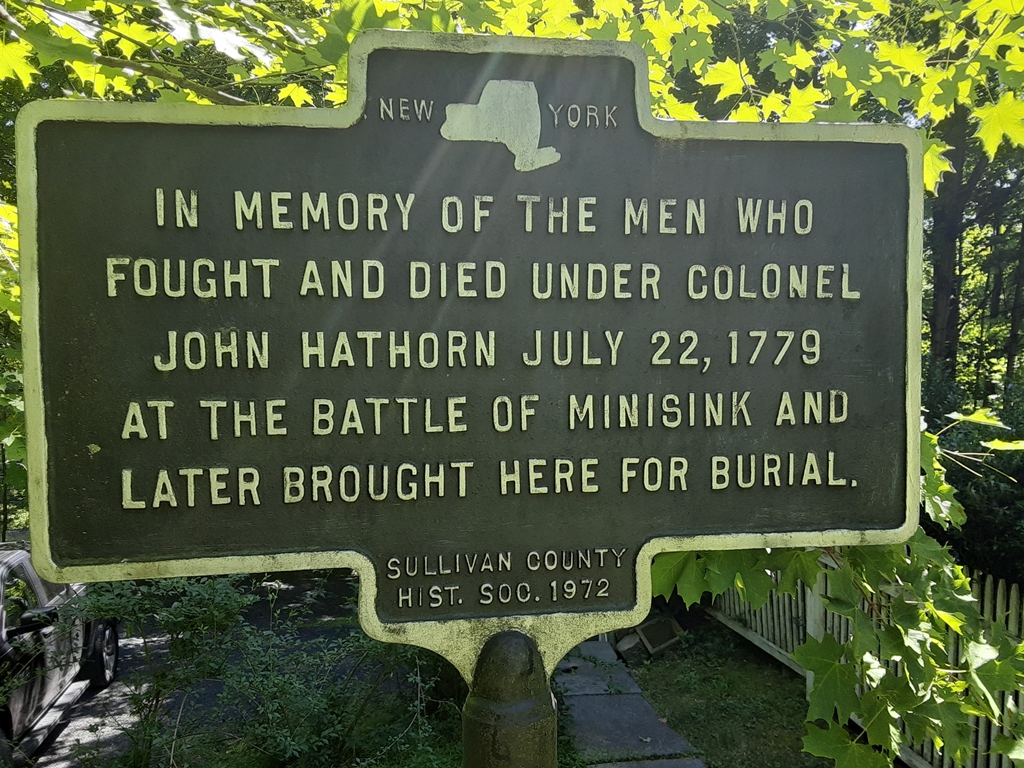 NEW YORK
IN MEMORY OF THE MEN WHO
FOUGHT AND DIED UNDER COLONEL
JOHN HATHORN JULY 22, 1779
AT THE BATTLE OF MINISINK AND
LATER BROUGHT HERE FOR BURIAL.
SULLIVAN COUNTY
HIST. SOC. 1972